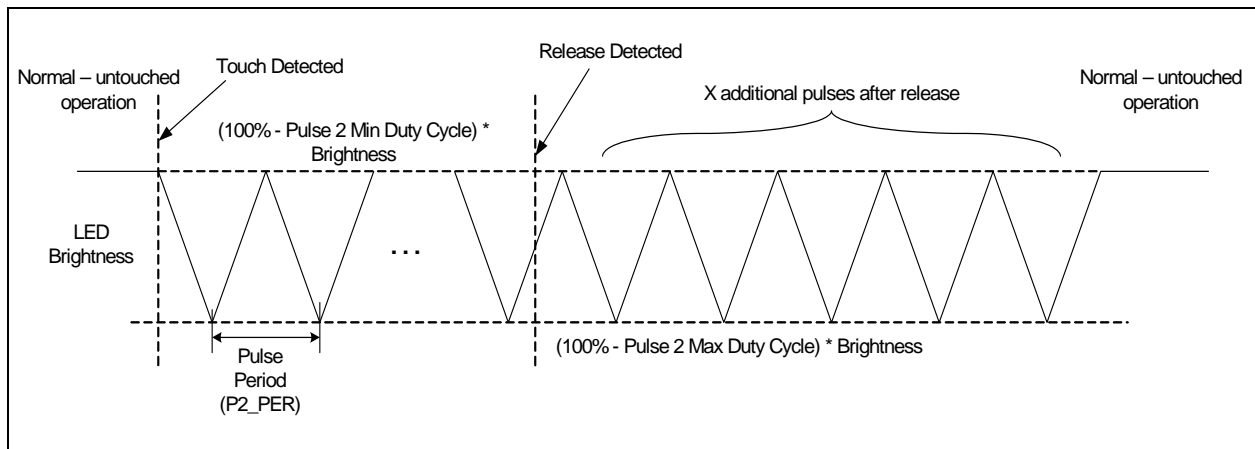 Normal – untouched
operation
Touch Detected
Release Detected
X additional pulses after release
Normal – untouched
operation
(100% - Pulse 2 Min Duty Cycle) *
Brightness
LED
Brightness
...
Pulse
Period
(P2_PER)
(100% - Pulse 2 Max Duty Cycle) * Brightness